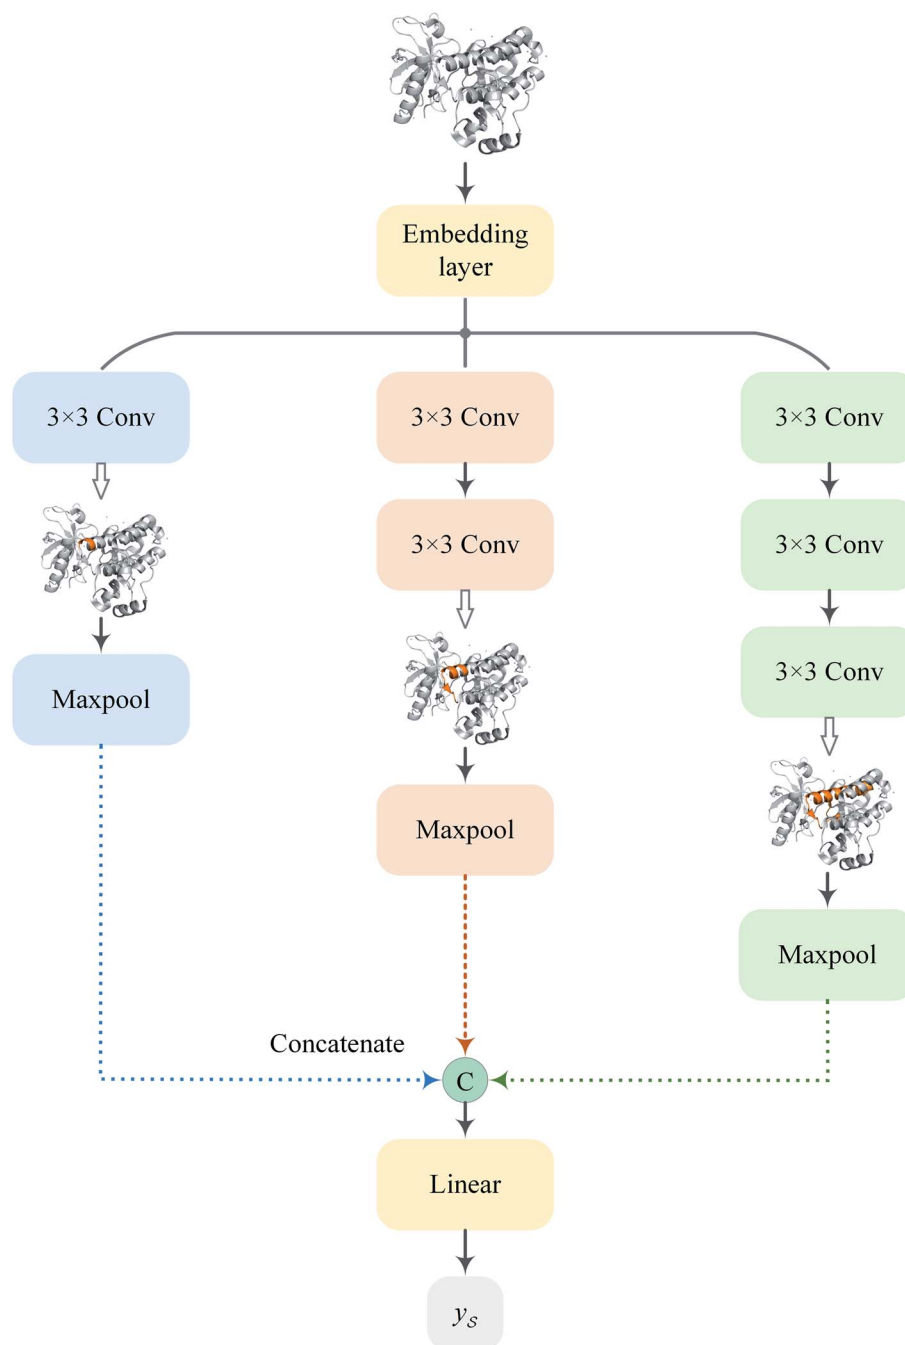 Embedding
layer
3×3 Conv
3×3 Conv
3×3 Conv
3×3 Conv
3×3 Conv
3×3 Conv
Maxpool
Maxpool
Maxpool
Concatenate
C
Linear
y_S